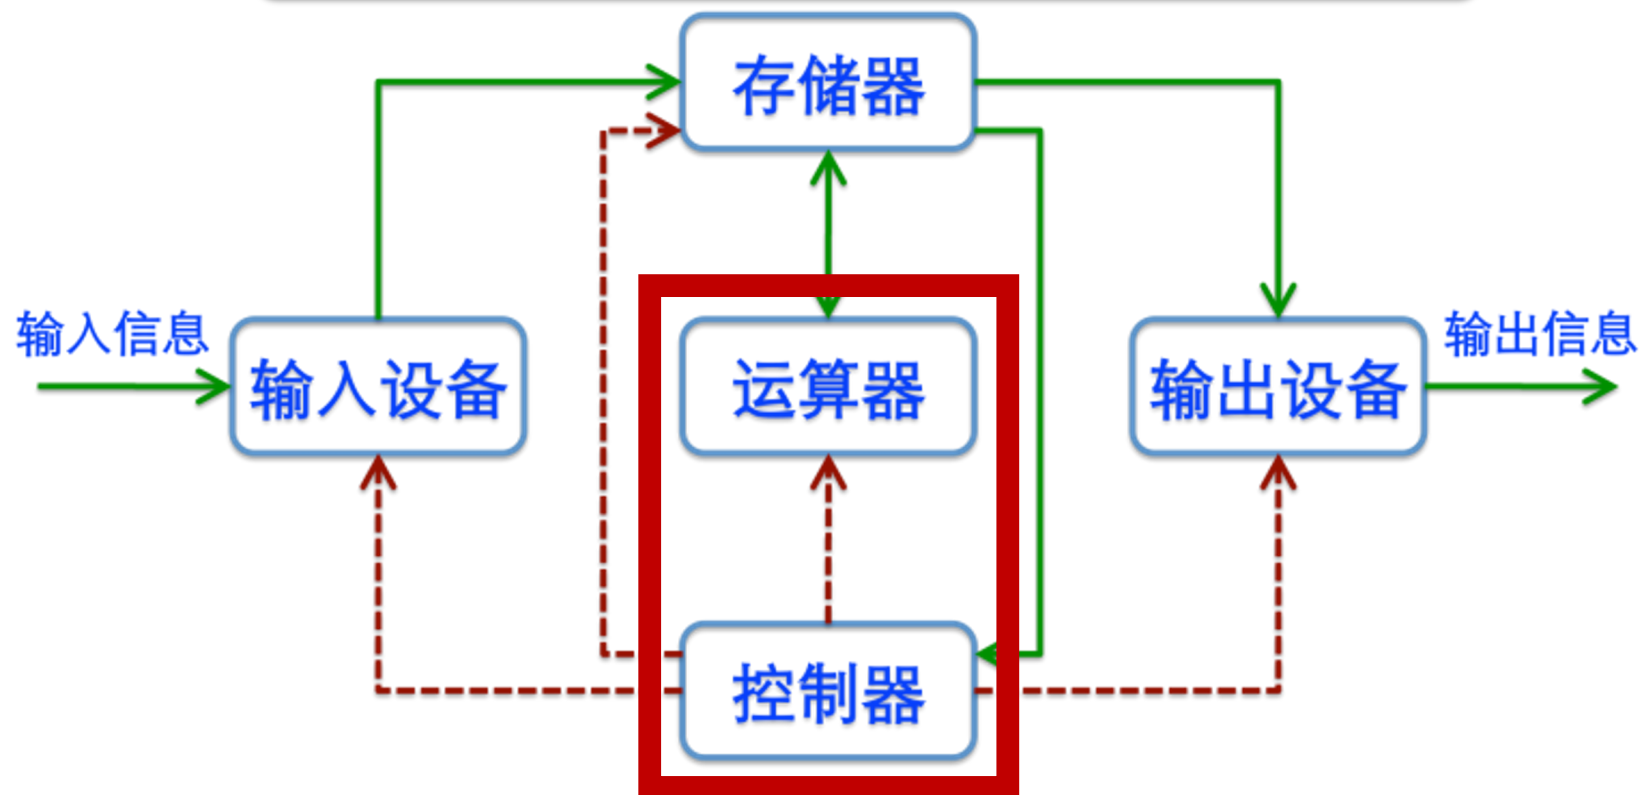 存储器
输入信息
输入设备
运算器
输出设备
输出信息
控制器